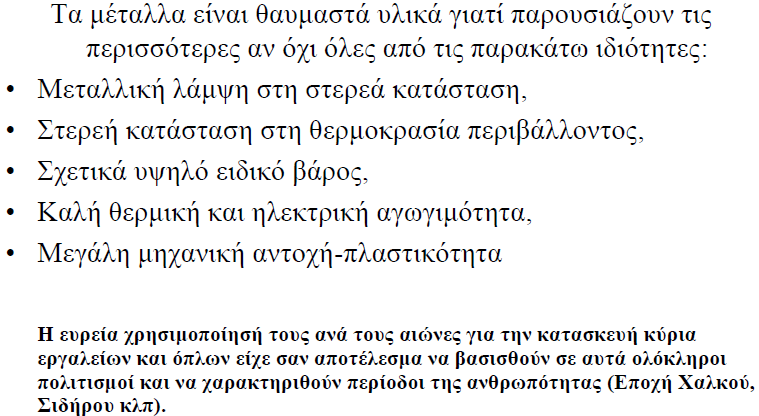 Τα μέταλλα είναι θαυμαστά υλικά γιατί παρουσιάζουν τις
περισσότερες αν όχι όλες από τις παρακάτω ιδιότητες:
• Μεταλλική λάμψη στη στερεά κατάσταση,
• Στερεή κατάσταση στη θερμοκρασία περιβάλλοντος,
• Σχετικά υψηλό ειδικό βάρος,
• Καλή θερμική και ηλεκτρική αγωγιμότητα,
• Μεγάλη μηχανική αντοχή-πλαστικότητα
Η ευρεία χρησιμοποίησή τους ανά τους αιώνες για την κατασκευή κύρια
εργαλείων και όπλων είχε σαν αποτέλεσμα να βασισθούν σε αυτά ολόκληροι
πολιτισμοί και να χαρακτηριθούν περίοδοι της ανθρωπότητας (Εποχή Χαλκού,
Σιδήρου κλπ).